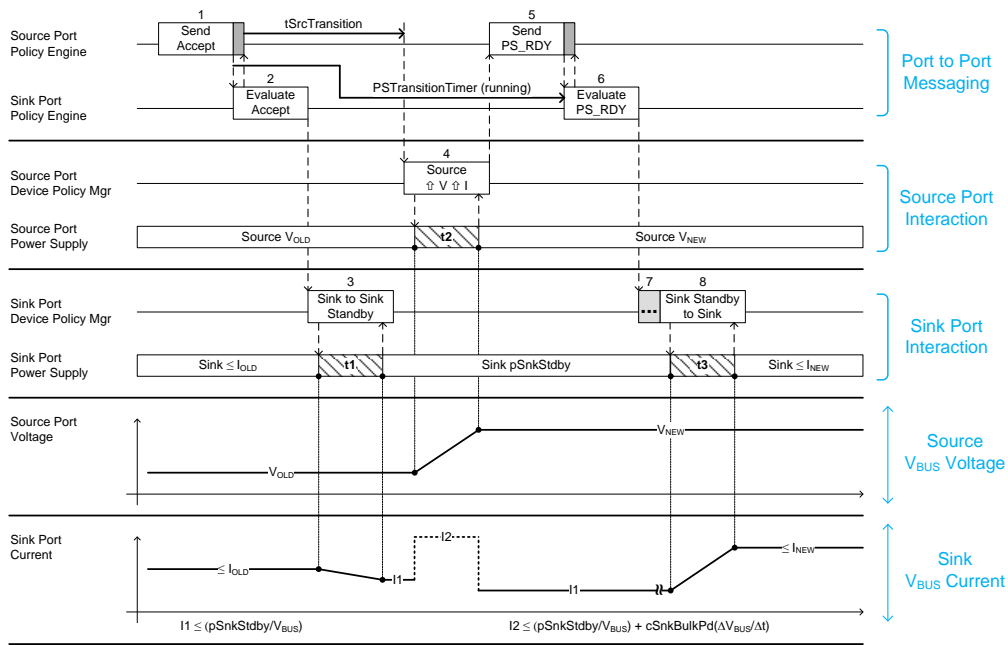 1
5
Source Port
Policy Engine
Send
Accept
tSrcTransition
Send
PS_RDY
Port to Port
Messaging
2
6
Sink Port
Policy Engine
Evaluate
Accept
PSTransitionTimer (running)
Evaluate
PS_RDY
4
Source Port
Device Policy Mgr
Source
⇧ V ⇧ I
Source Port
Interaction
Source Port
Power Supply
Source VOLD
t2
Source VNEW
3
7
8
Sink Port
Device Policy Mgr
Sink to Sink
Standby
...
Sink Standby
to Sink
Sink Port
Interaction
Sink Port
Power Supply
Sink ≤ IOLD
t1
Sink pSnkStdby
t3
Sink ≤ INEW
Source Port
Voltage
VOLD
VNEW
Source
VBUS Voltage
Sink Port
Current
≤ IOLD
I1
I2
I1
≤ INEW
Sink
VBUS Current
I1 ≤ (pSnkStdby/VBUS)
I2 ≤ (pSnkStdby/VBUS) + cSnkBulkPd(ΔVBUS/Δt)